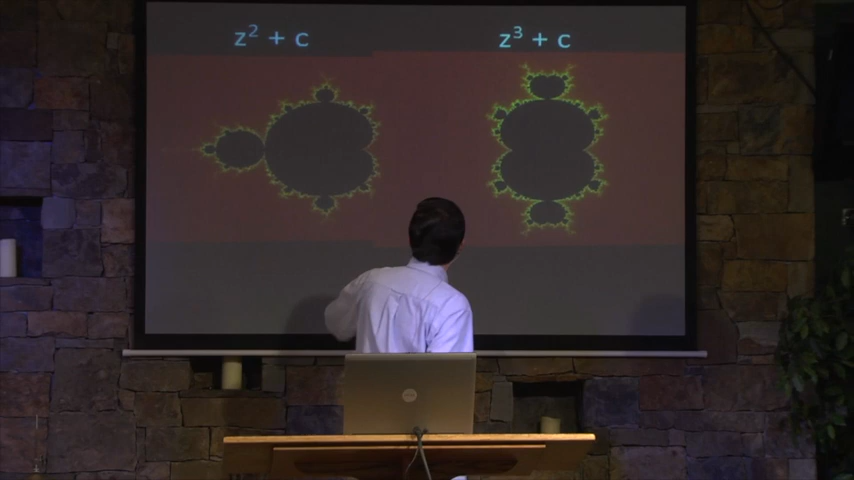 z² + c
z³ + c